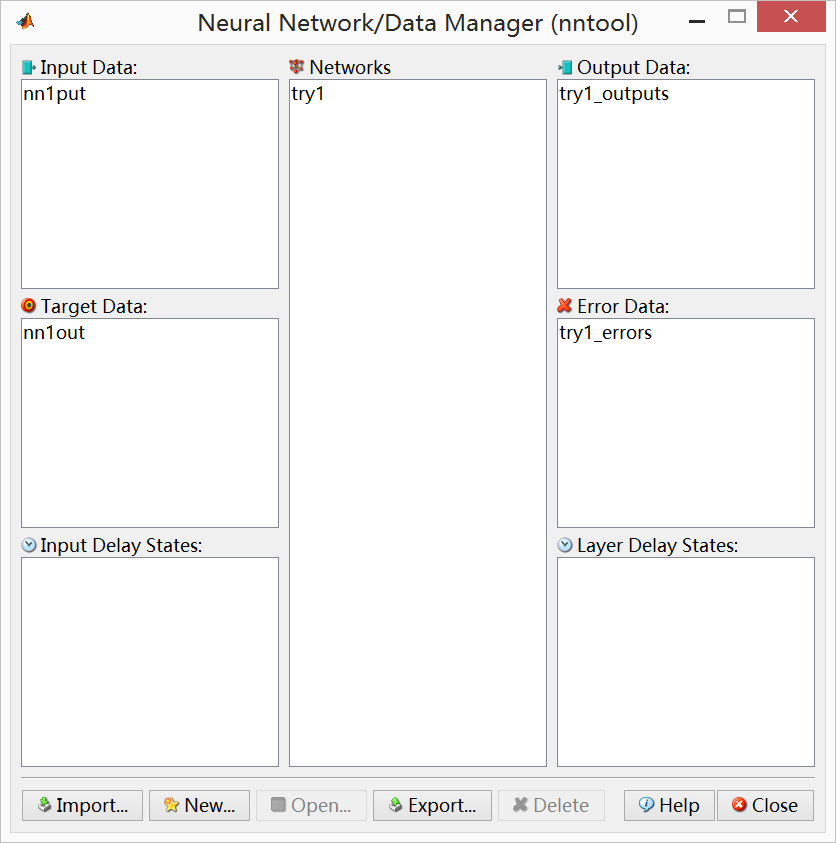 Neural Network/Data Manager (nntool)
Input Data:
nn1put
Networks
try1
Output Data:
try1_outputs
Target Data:
nn1out
Error Data:
try1_errors
Input Delay States:
Layer Delay States:
Import...
New...
Open...
Export...
Delete
Help
Close